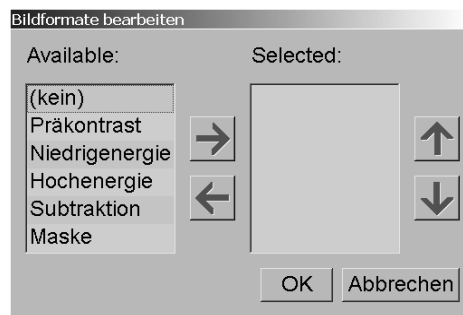 Bildformate bearbeiten
Available:
Selected:
(kein)
Präkontrast
Niedrigenergie
Hochenergie
Subtraktion
Maske
OK
Abbrechen